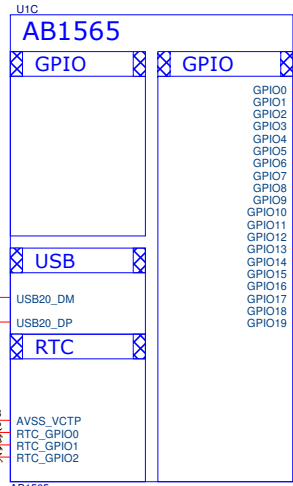 U1C
AB1565
GPIO
USB
USB20_DM
USB20_DP
RTC
AVSS_VCTP
RTC_GPIO0
RTC_GPIO1
RTC_GPIO2
GPIO
GPIO0
GPIO1
GPIO2
GPIO3
GPIO4
GPIO5
GPIO6
GPIO7
GPIO8
GPIO9
GPIO10
GPIO11
GPIO12
GPIO13
GPIO14
GPIO15
GPIO16
GPIO17
GPIO18
GPIO19
AB1565